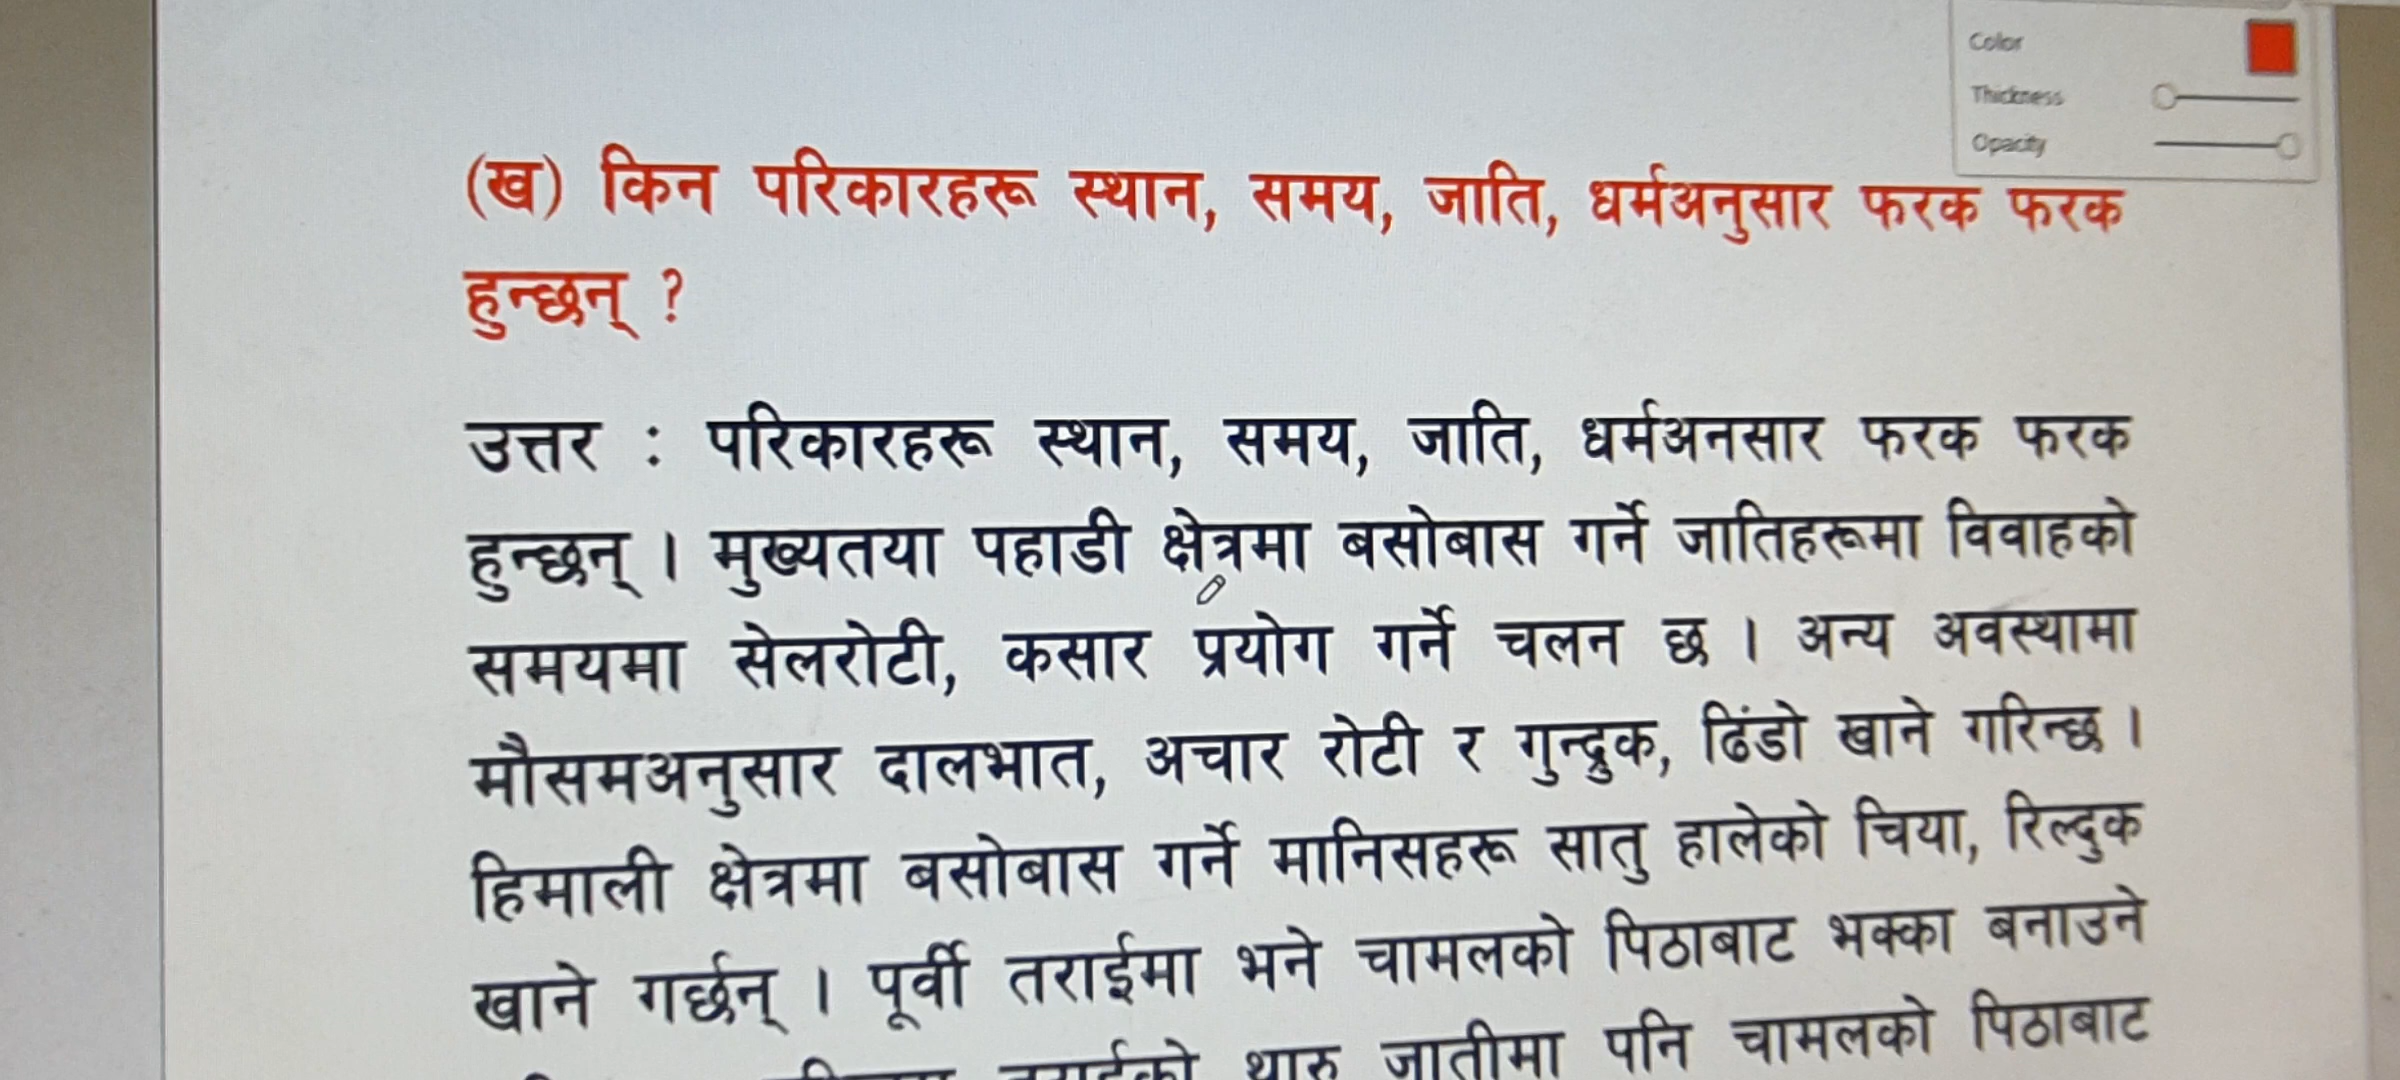 Color
Thickness
Opacity
(ख) किन परिकारहरू स्थान, समय, जाति, धर्मअनुसार फरक फरक
हुन्छन् ?
उत्तर : परिकारहरू स्थान, समय, जाति, धर्मअनसार फरक फरक
हुन्छन् । मुख्यतया पहाडी क्षेत्रमा बसोबास गर्ने जातिहरूमा विवाहको
समयमा सेलरोटी, कसार प्रयोग गर्ने चलन छ । अन्य अवस्थामा
मौसमअनुसार दालभात, अचार रोटी र गुन्द्रुक, ढिंडो खाने गरिन्छ ।
हिमाली क्षेत्रमा बसोबास गर्ने मानिसहरू सातु हालेको चिया, रिल्दुक
खाने गर्छन् । पूर्वी तराईमा भने चामलको पिठाबाट भक्का बनाउने
थारु जातीमा पनि चामलको पिठाबाट